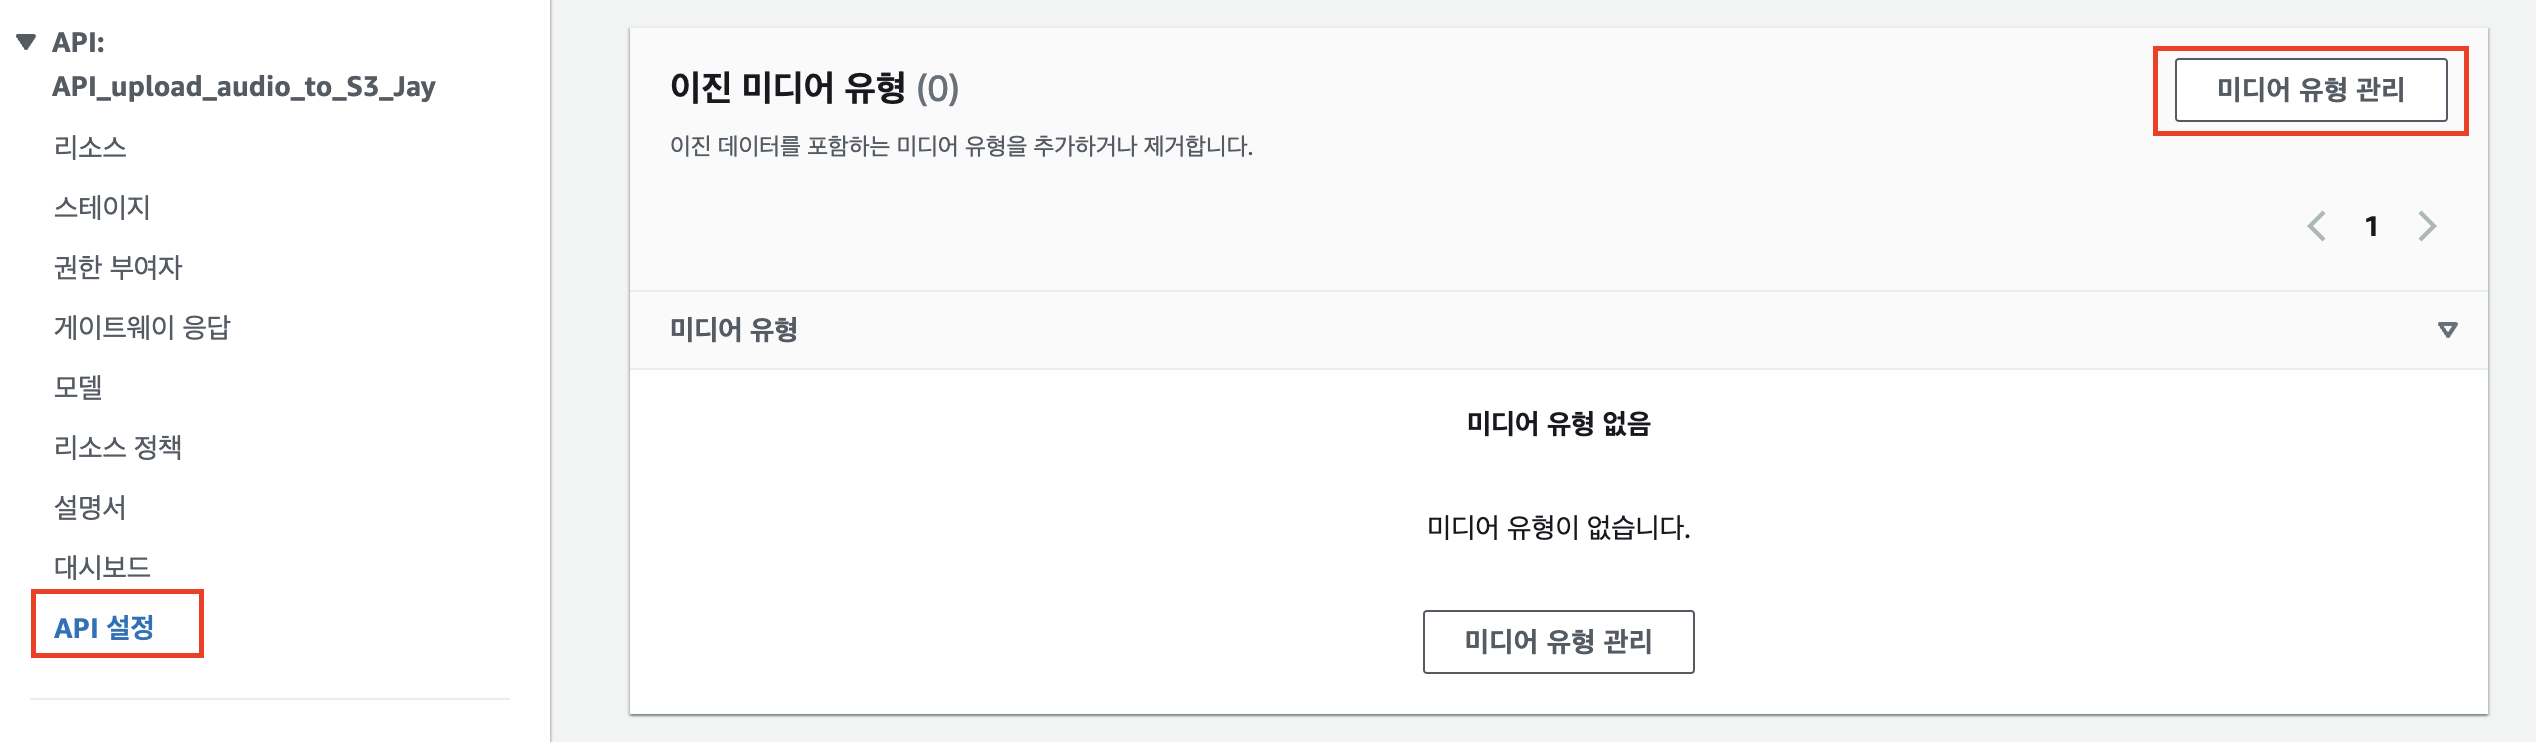 API:
API_upload_audio_to_S3_Jay
리소스
스테이지
권한 부여자
게이트웨이 응답
모델
리소스 정책
설명서
대시보드
API 설정
이진 미디어 유형 (0)
미디어 유형 관리
이진 데이터를 포함하는 미디어 유형을 추가하거나 제거합니다.
1
미디어 유형
미디어 유형 없음
미디어 유형이 없습니다.
미디어 유형 관리